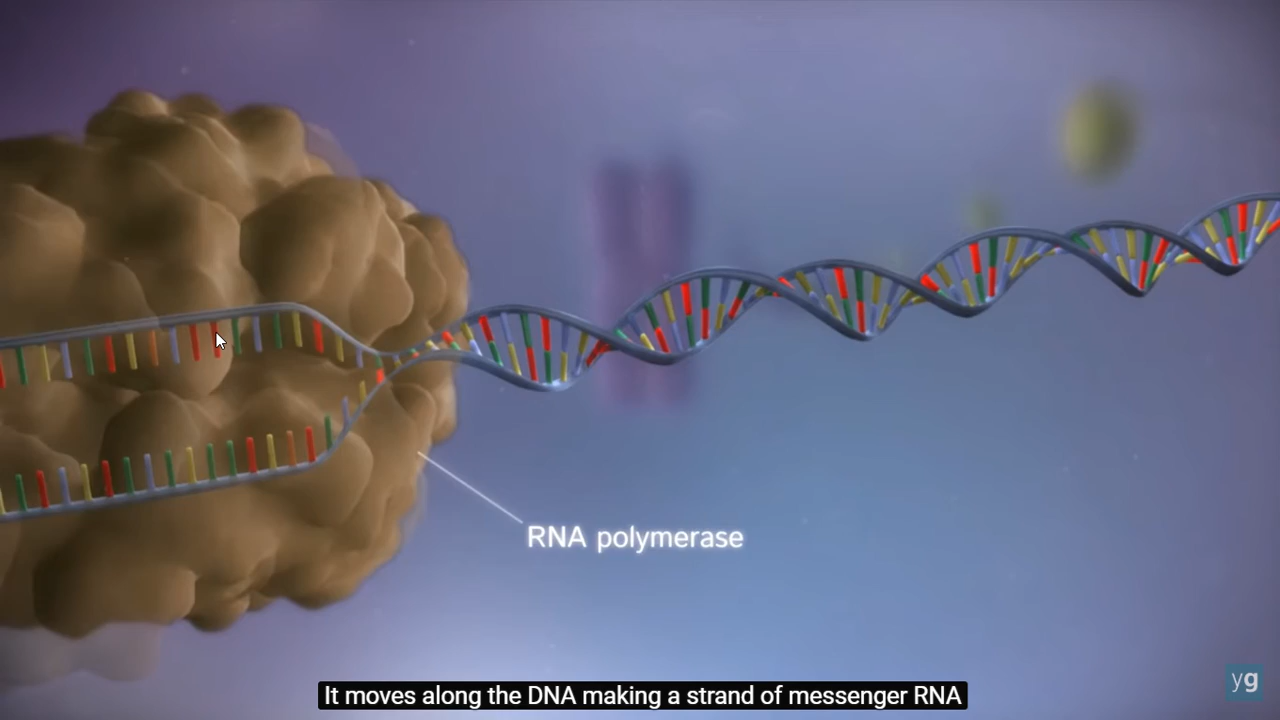 RNA polymerase
It moves along the DNA making a strand of messenger RNA
yg